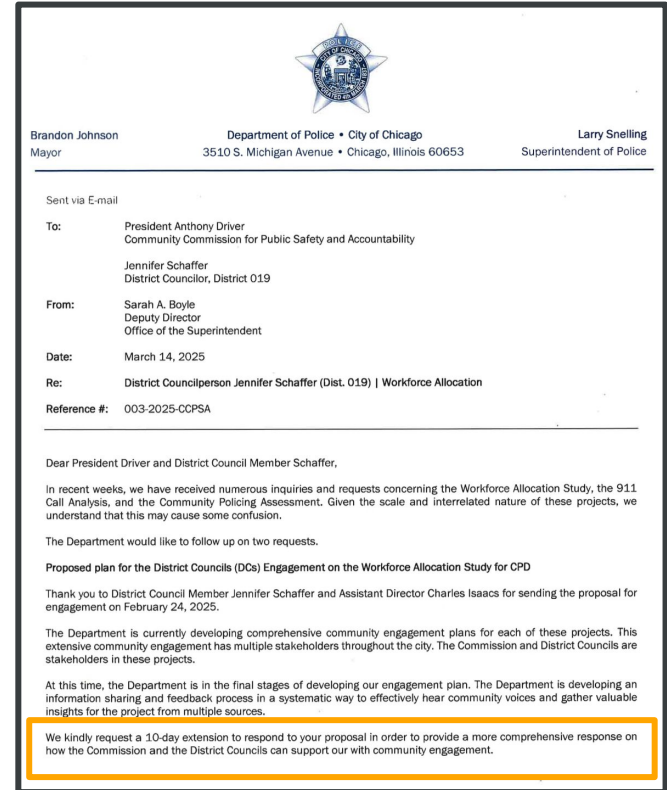 POLICE
CITY OF CHICAGO
INCORPORATED 4th MARCH 1837
Brandon Johnson
Mayor
Department of Police • City of Chicago
3510 S. Michigan Avenue • Chicago, Illinois 60653
Larry Snelling
Superintendent of Police
Sent via E-mail
To: President Anthony Driver
Community Commission for Public Safety and Accountability
Jennifer Schaffer
District Councilor, District 019
From: Sarah A. Boyle
Deputy Director
Office of the Superintendent
Date: March 14, 2025
Re: District Councilperson Jennifer Schaffer (Dist. 019) | Workforce Allocation
Reference #: 003-2025-CCPSA
Dear President Driver and District Council Member Schaffer,
In recent weeks, we have received numerous inquiries and requests concerning the Workforce Allocation Study, the 911
Call Analysis, and the Community Policing Assessment. Given the scale and interrelated nature of these projects, we
understand that this may cause some confusion.
The Department would like to follow up on two requests.
Proposed plan for the District Councils (DCs) Engagement on the Workforce Allocation Study for CPD
Thank you to District Council Member Jennifer Schaffer and Assistant Director Charles Isaacs for sending the proposal for
engagement on February 24, 2025.
The Department is currently developing comprehensive community engagement plans for each of these projects. This
extensive community engagement has multiple stakeholders throughout the city. The Commission and District Councils are
stakeholders in these projects.
At this time, the Department is in the final stages of developing our engagement plan. The Department is developing an
information sharing and feedback process in a systematic way to effectively hear community voices and gather valuable
insights for the project from multiple sources.
We kindly request a 10-day extension to respond to your proposal in order to provide a more comprehensive response on
how the Commission and the District Councils can support our with community engagement.